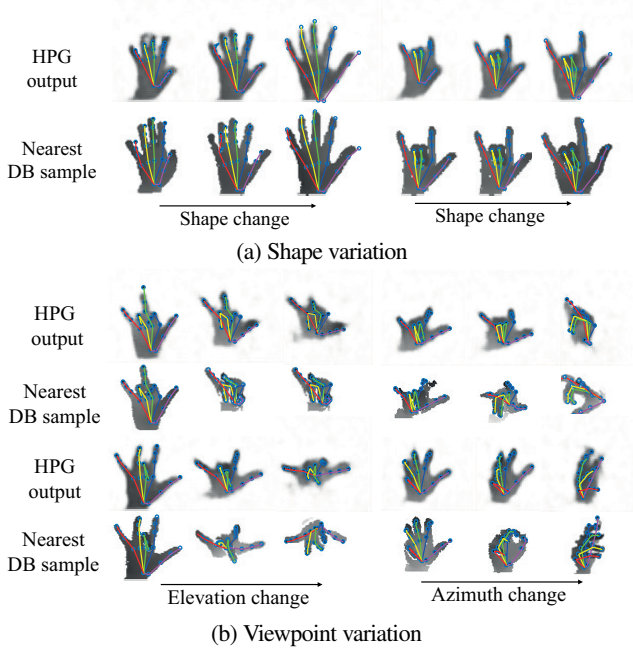 HPG
output
Nearest
DB sample
Shape change
Shape change
(a) Shape variation
HPG
output
Nearest
DB sample
HPG
output
Nearest
DB sample
Elevation change
Azimuth change
(b) Viewpoint variation